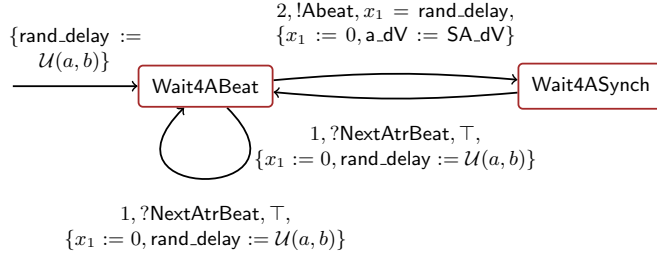 2, !Abeat, x₁ = rand_delay,
{x₁ := 0, a_dV := SA_dV}
{rand_delay :=
𝒰(a, b)}
Wait4ABeat
Wait4ASynch
1, ?NextAtrBeat, ⊤,
{x₁ := 0, rand_delay := 𝒰(a, b)}
1, ?NextAtrBeat, ⊤,
{x₁ := 0, rand_delay := 𝒰(a, b)}